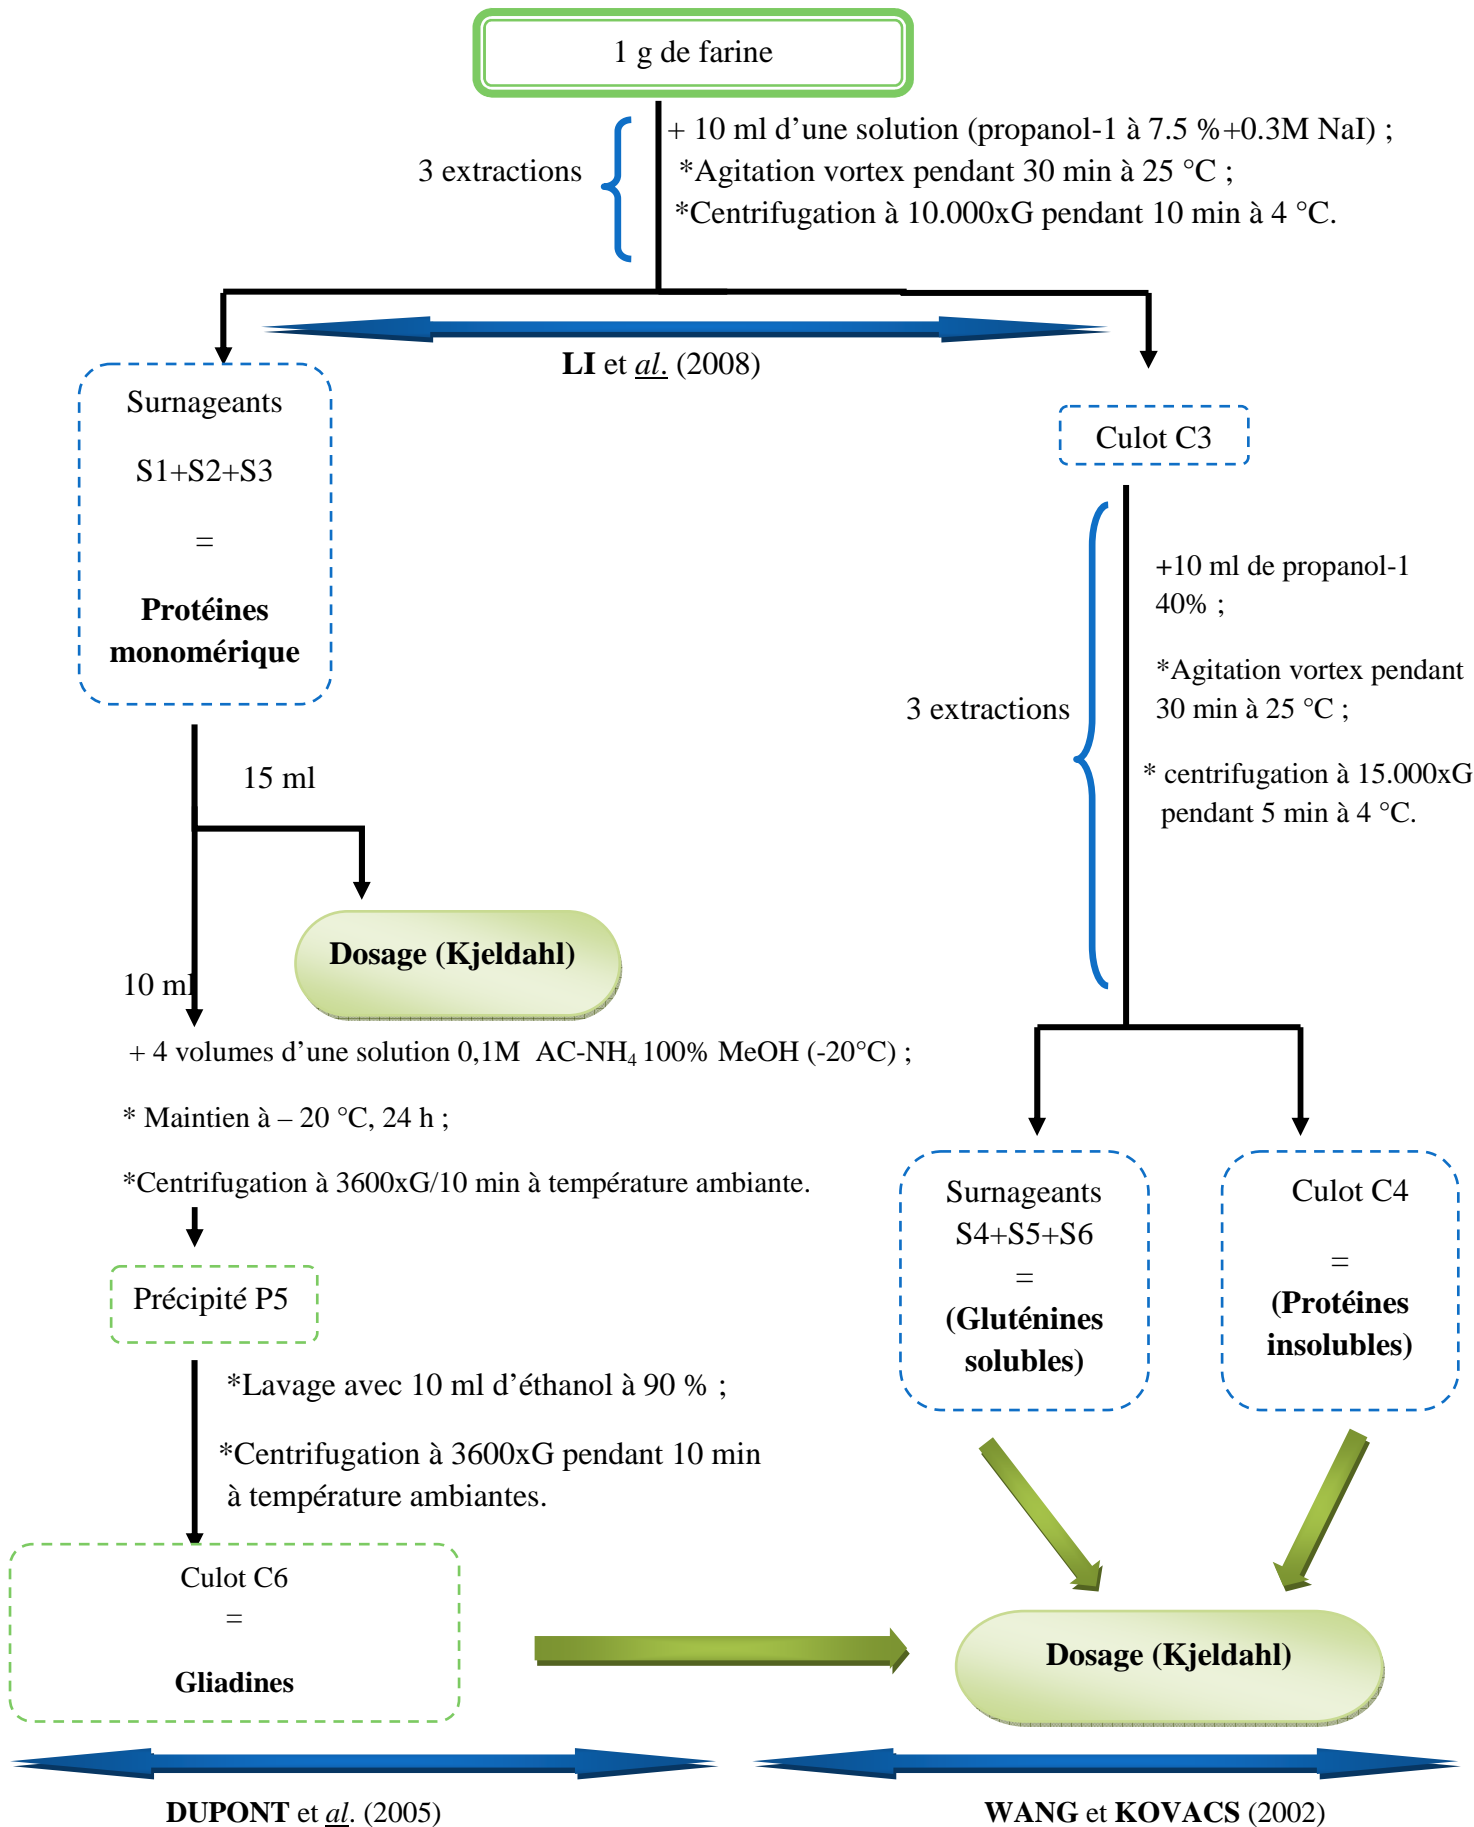 1 g de farine
3 extractions
+ 10 ml d’une solution (propanol-1 à 7.5 %+0.3M NaI) ;
*Agitation vortex pendant 30 min à 25 °C ;
*Centrifugation à 10.000xG pendant 10 min à 4 °C.
LI et al. (2008)
Surnageants
S1+S2+S3
=
Protéines
monomérique
Culot C3
3 extractions
+10 ml de propanol-1
40% ;
*Agitation vortex pendant
30 min à 25 °C ;
* centrifugation à 15.000xG
pendant 5 min à 4 °C.
15 ml
Dosage (Kjeldahl)
10 ml
+ 4 volumes d’une solution 0,1M AC-NH₄ 100% MeOH (-20°C) ;
* Maintien à – 20 °C, 24 h ;
*Centrifugation à 3600xG/10 min à température ambiante.
Précipité P5
*Lavage avec 10 ml d’éthanol à 90 % ;
*Centrifugation à 3600xG pendant 10 min
à température ambiantes.
Culot C6
=
Gliadines
Surnageants
S4+S5+S6
=
(Gluténines
solubles)
Culot C4
=
(Protéines
insolubles)
Dosage (Kjeldahl)
DUPONT et al. (2005)
WANG et KOVACS (2002)